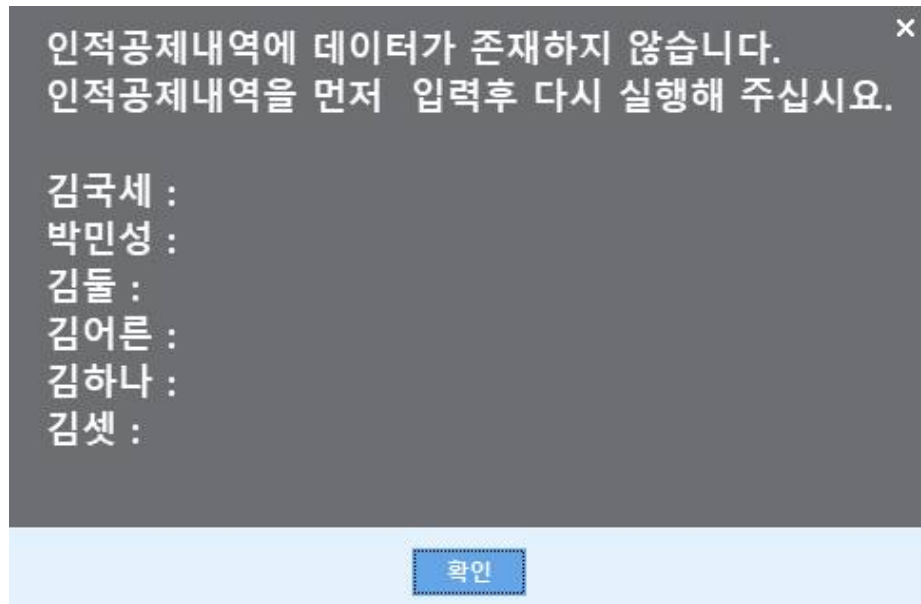 인적공제내역에 데이터가 존재하지 않습니다.
인적공제내역을 먼저  입력후 다시 실행해 주십시요.
김국세 :
박민성 :
김둘 :
김어른 :
김하나 :
김셋 :
확인